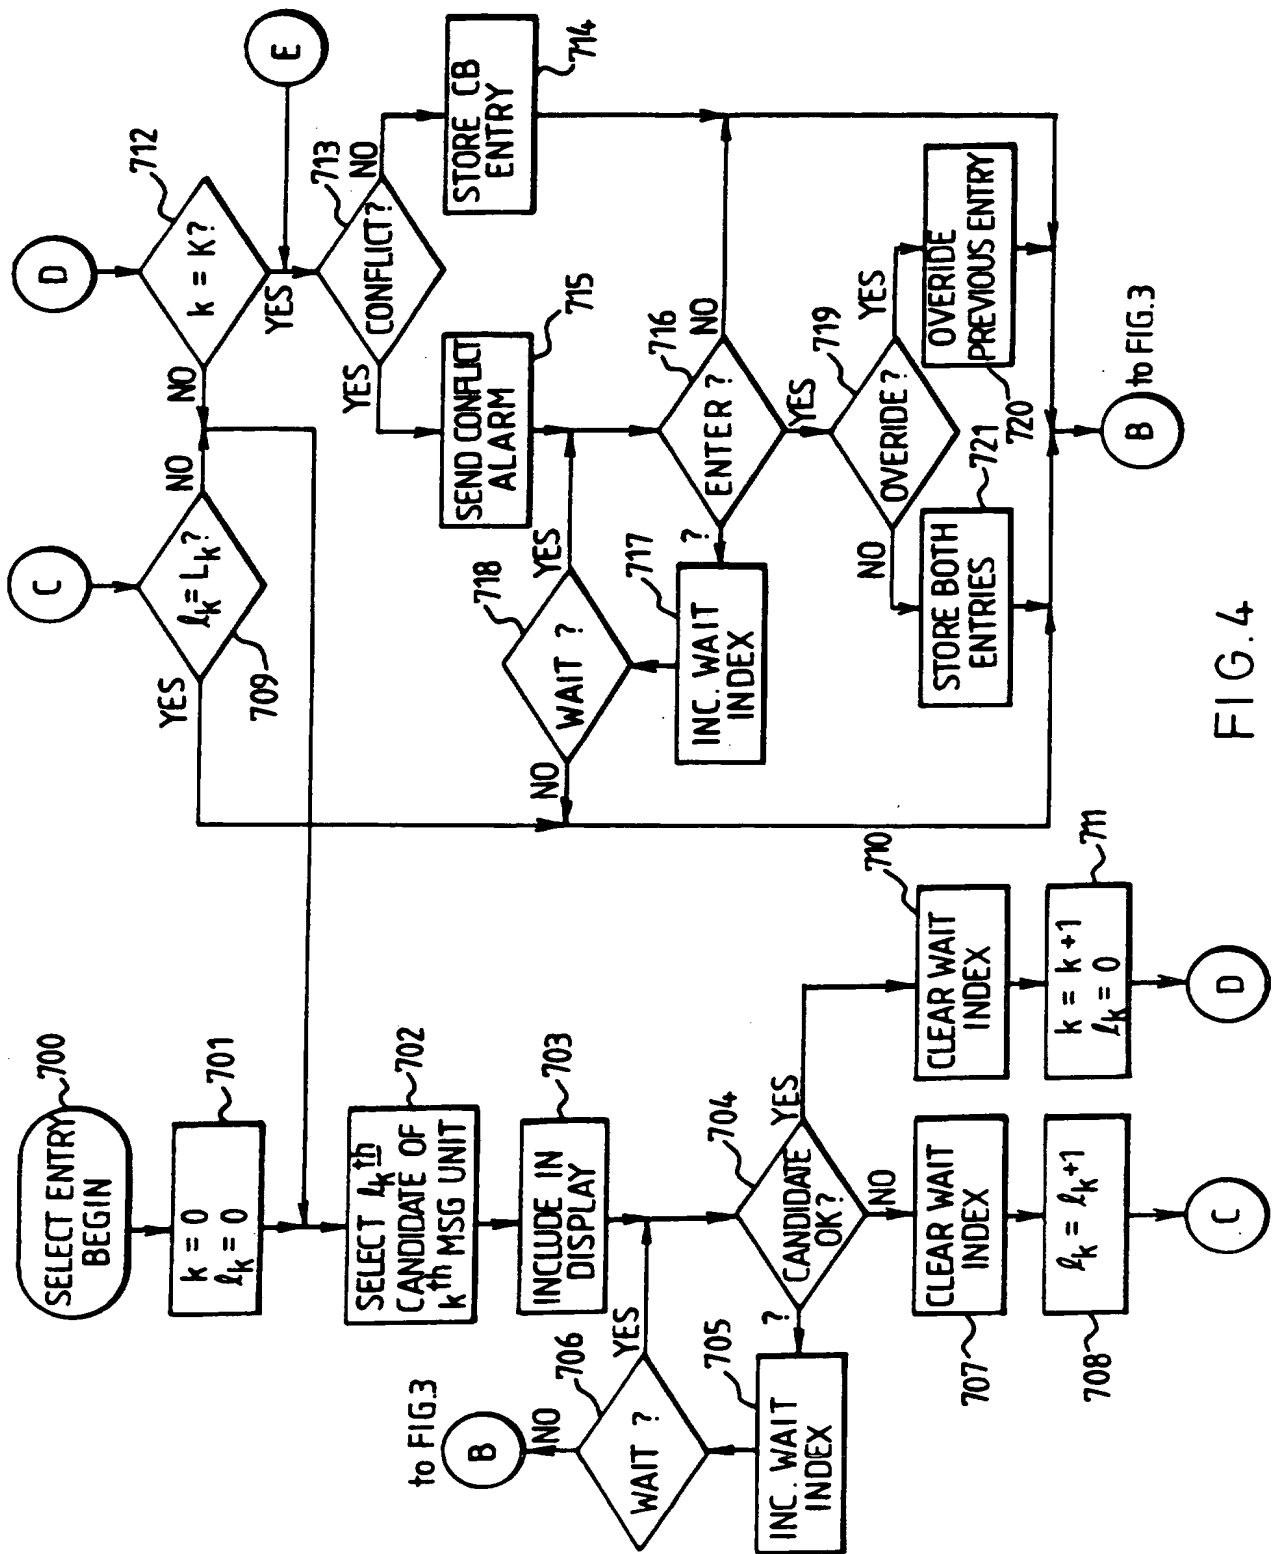 SELECT ENTRY
BEGIN
700
k = 0
ℓk = 0
701
SELECT ℓk th
CANDIDATE OF
k th MSG UNIT
702
INCLUDE IN
DISPLAY
703
CANDIDATE
OK?
704
YES
NO
?
INC. WAIT
INDEX
705
WAIT ?
706
YES
NO
B
to FIG.3
CLEAR WAIT
INDEX
707
ℓk = ℓk+1
708
C
CLEAR WAIT
INDEX
710
k = k+1
ℓk = 0
711
D
C
ℓk = Lk?
709
YES
NO
D
k = K?
712
NO
YES
E
CONFLICT?
713
YES
NO
STORE CB
ENTRY
714
SEND CONFLICT
ALARM
715
ENTER ?
716
NO
YES
?
INC. WAIT
INDEX
717
WAIT ?
718
YES
NO
OVERIDE ?
719
YES
NO
OVERIDE
PREVIOUS ENTRY
720
STORE BOTH
ENTRIES
721
B
to FIG.3
FIG.4